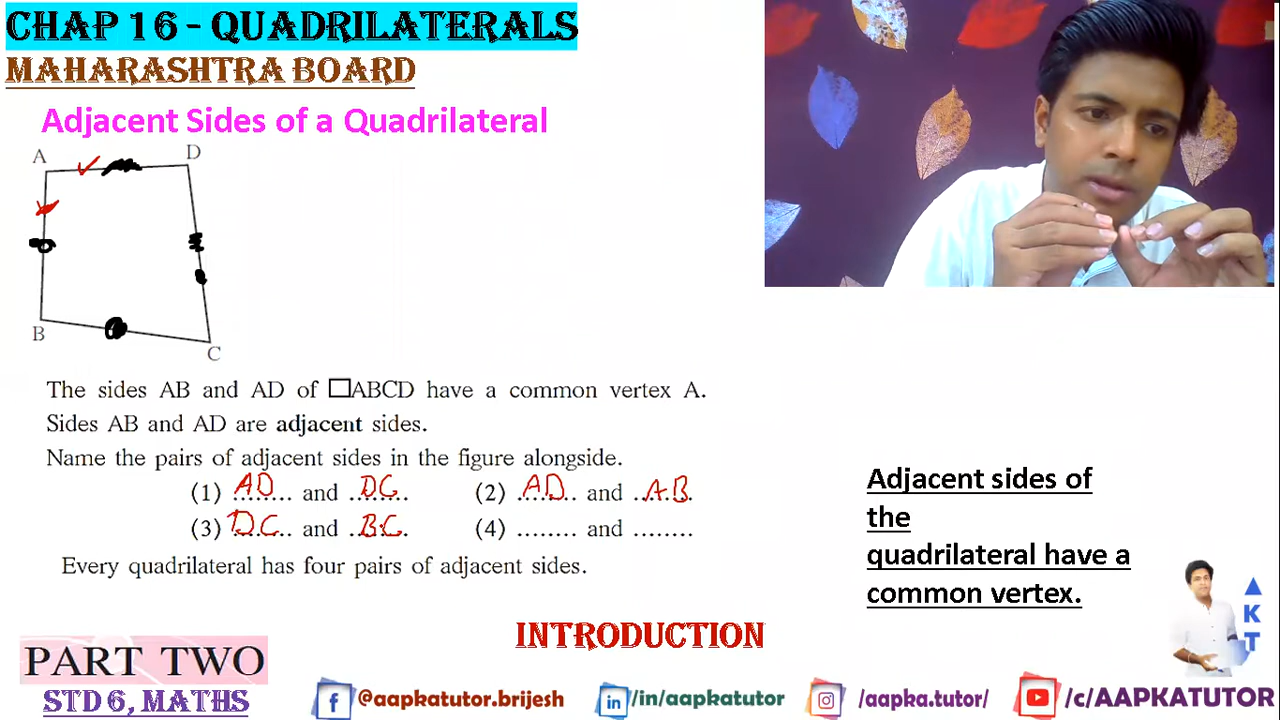 CHAP 16 - QUADRILATERALS
MAHARASHTRA BOARD
Adjacent Sides of a Quadrilateral
A D
B
C
The sides AB and AD of □ABCD have a common vertex A.
Sides AB and AD are adjacent sides.
Name the pairs of adjacent sides in the figure alongside.
(1) AD and DC (2) AD and AB
(3) DC and BC (4) ........ and ........
Every quadrilateral has four pairs of adjacent sides.
Adjacent sides of
the
quadrilateral have a
common vertex.
INTRODUCTION
AKT
PART TWO
STD 6, MATHS
@aapkatutor.brijesh
/in/aapkatutor
/aapka.tutor/
/c/AAPKATUTOR